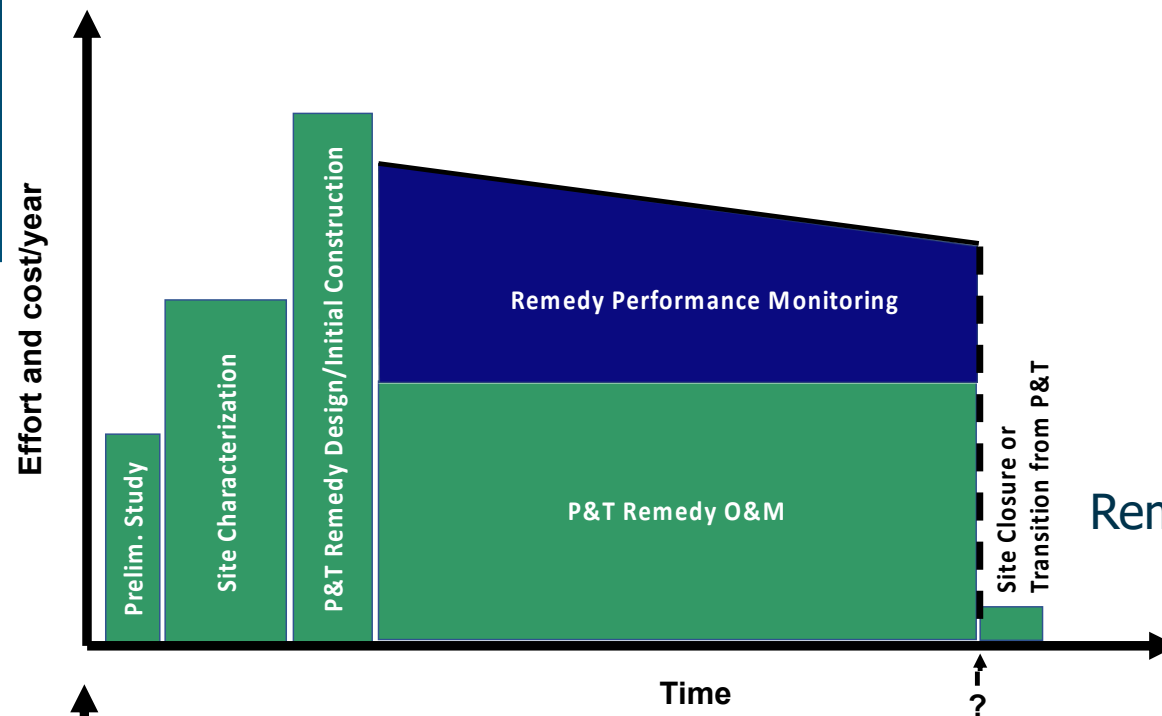 Effort and cost/year
Prelim. Study
Site Characterization
P&T Remedy Design/Initial Construction
Remedy Performance Monitoring
P&T Remedy O&M
Site Closure or
Transition from P&T
Rem
Time
?